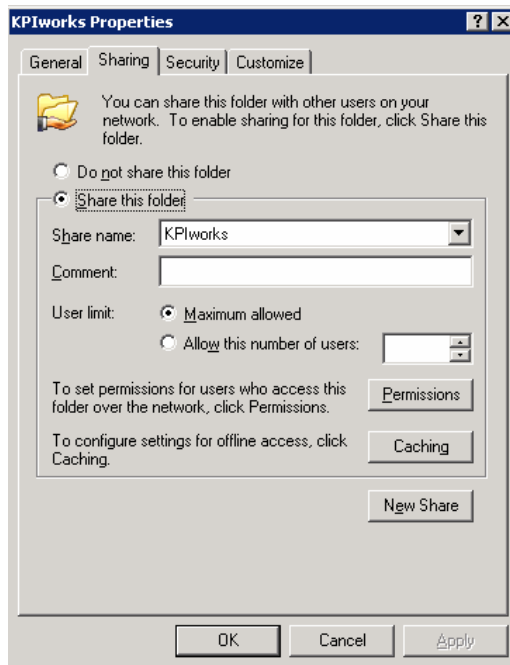 KPIworks Properties
General Sharing Security Customize
You can share this folder with other users on your
network. To enable sharing for this folder, click Share this
folder.
Do not share this folder
Share this folder
Share name: KPIworks
Comment:
User limit: Maximum allowed
Allow this number of users:
To set permissions for users who access this
folder over the network, click Permissions.
Permissions
To configure settings for offline access, click
Caching.
Caching
New Share
OK Cancel Apply